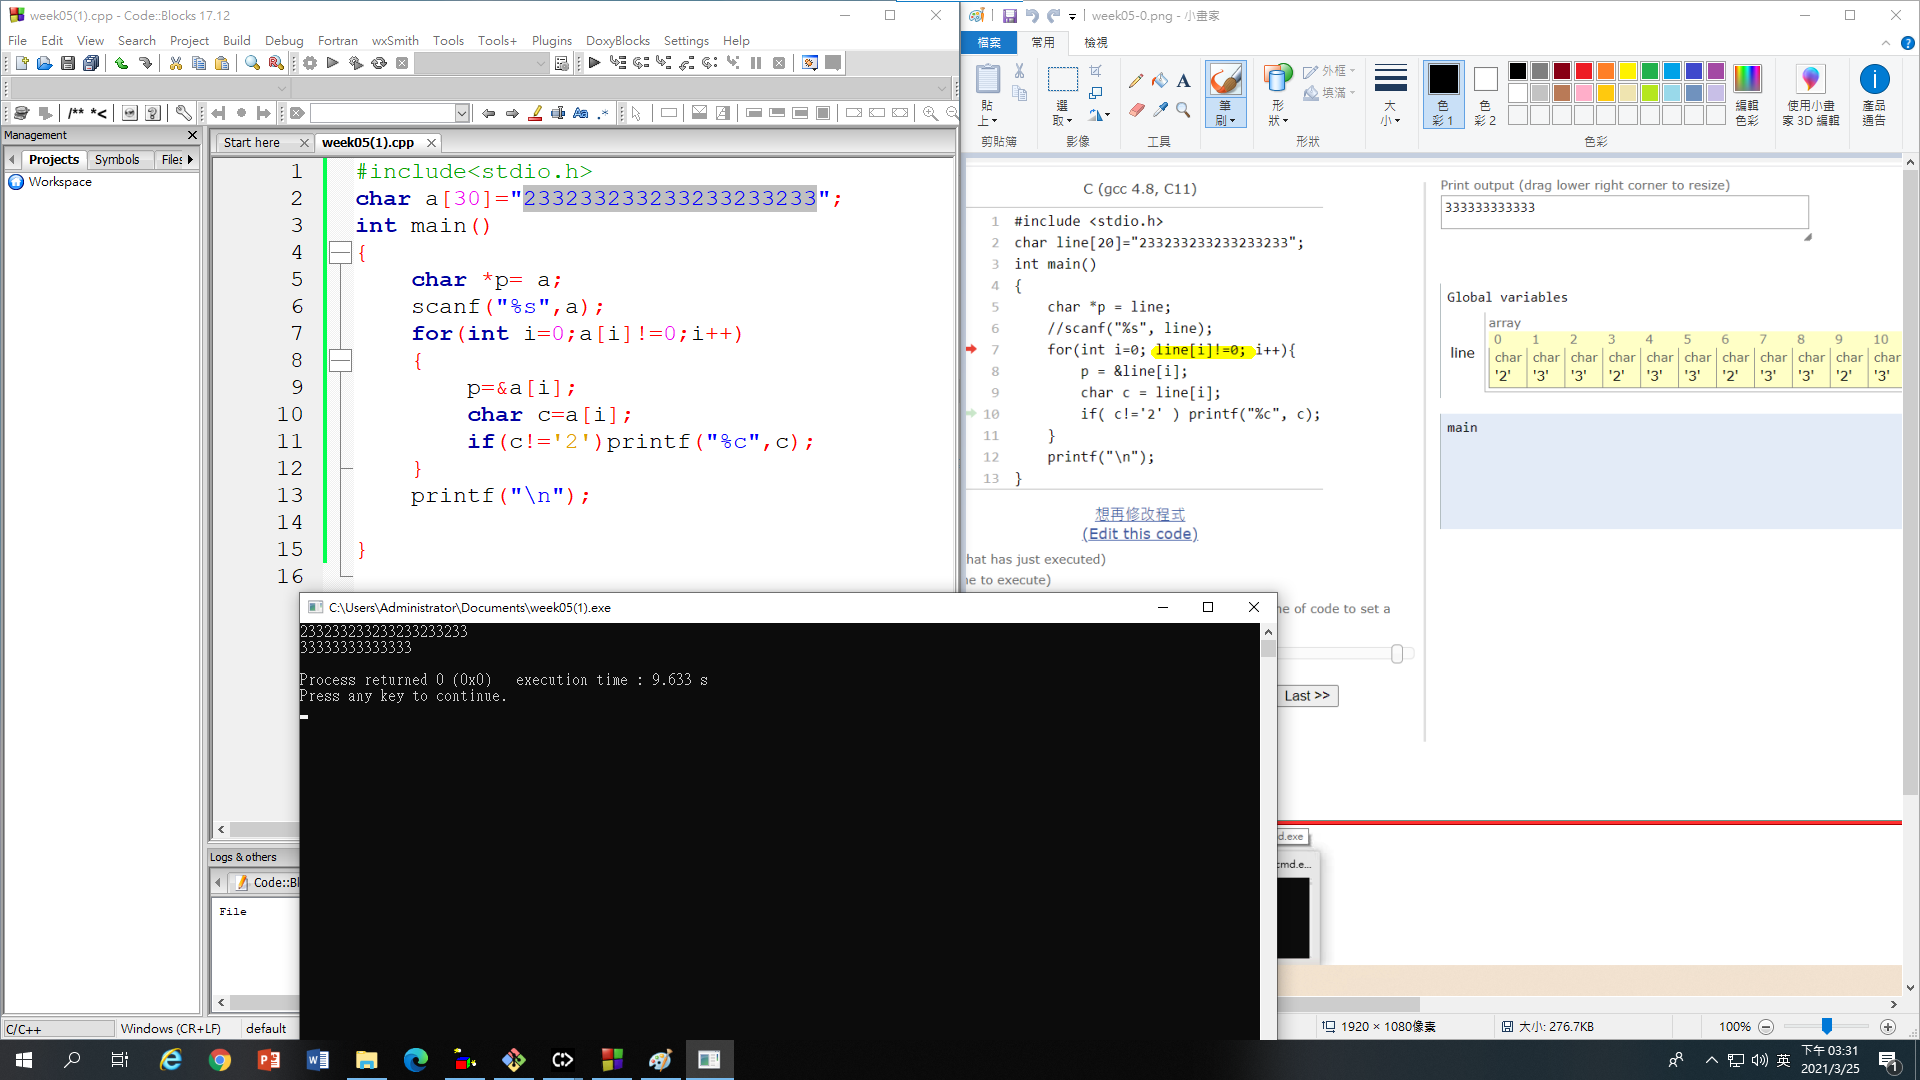 week05(1).cpp - Code::Blocks 17.12
File Edit View Search Project Build Debug Fortran wxSmith Tools Tools+ Plugins DoxyBlocks Settings Help
/** *<
Management
Projects Symbols Files
Workspace
Start here
week05(1).cpp
1 #include<stdio.h>
2 char a[30]="233233233233233233233";
3 int main()
4 {
5 char *p= a;
6 scanf("%s",a);
7 for(int i=0;a[i]!=0;i++)
8 {
9 p=&a[i];
10 char c=a[i];
11 if(c!='2')printf("%c",c);
12 }
13 printf("\n");
14
15 }
16
Logs & others
Code::Bl
File
C/C++ Windows (CR+LF) default
C:\Users\Administrator\Documents\week05(1).exe
233233233233233233233
33333333333333
Process returned 0 (0x0) execution time : 9.633 s
Press any key to continue.
week05-0.png - 小畫家
檔案 常用 檢視
貼上
剪貼簿
選取
影像
工具
筆刷
形狀
外框
填滿
形狀
大小
色彩 1
色彩 2
編輯色彩
色彩
使用小畫家 3D 編輯
產品通告
C (gcc 4.8, C11)
1 #include <stdio.h>
2 char line[20]="233233233233233233";
3 int main()
4 {
5 char *p = line;
6 //scanf("%s", line);
7 for(int i=0; line[i]!=0; i++){
8 p = &line[i];
9 char c = line[i];
10 if( c!='2' ) printf("%c", c);
11 }
12 printf("\n");
13 }
想再修改程式
(Edit this code)
hat has just executed)
ne to execute)
ne of code to set a
Last >>
Print output (drag lower right corner to resize)
333333333333
Global variables
array
line
0 1 2 3 4 5 6 7 8 9 10
char char char char char char char char char char char
'2' '3' '3' '2' '3' '3' '2' '3' '3' '2' '3'
main
d.exe
cmd.e...
1920 × 1080像素
大小: 276.7KB
100%
英
下午 03:31
2021/3/25
1